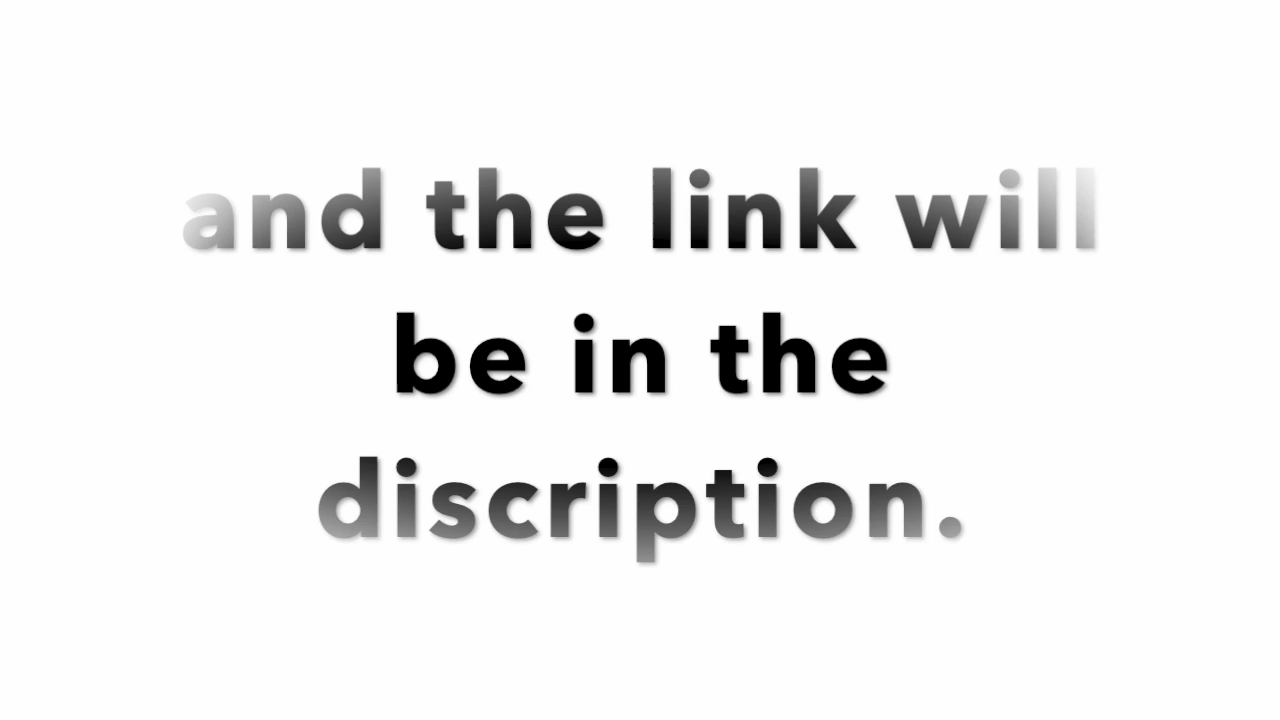 and the link will
be in the
discription.